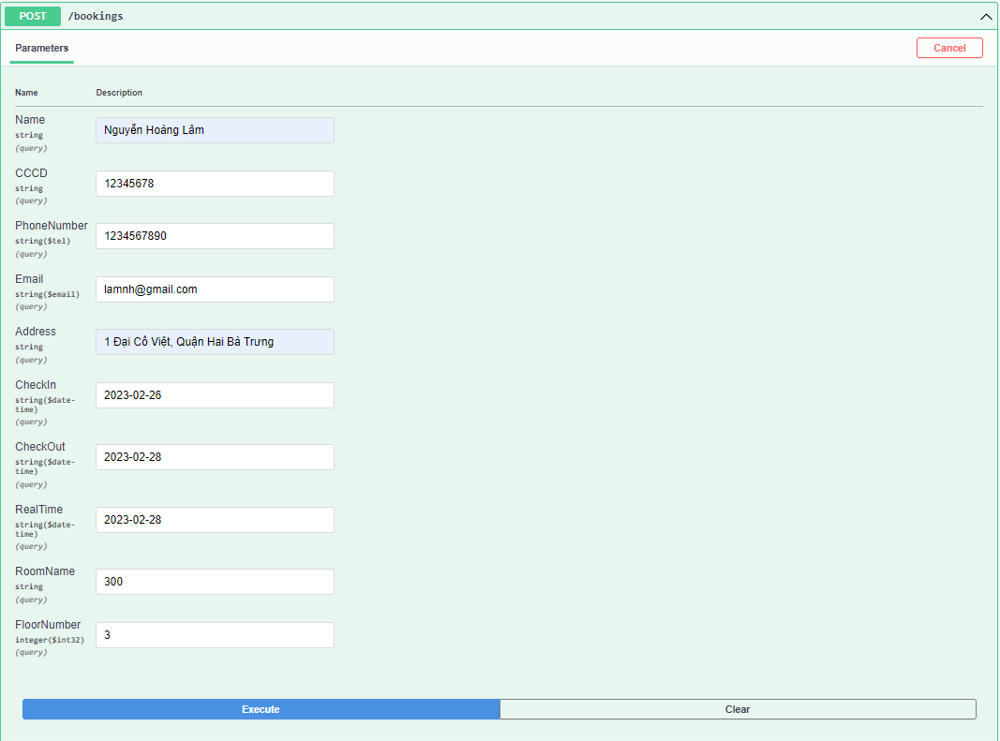 POST /bookings
Parameters
Cancel
Name Description
Name
string
(query)
Nguyễn Hoàng Lâm
CCCD
string
(query)
12345678
PhoneNumber
string($tel)
(query)
1234567890
Email
string($email)
(query)
lamnh@gmail.com
Address
string
(query)
1 Đại Cồ Việt, Quận Hai Bà Trưng
CheckIn
string($date-
time)
(query)
2023-02-26
CheckOut
string($date-
time)
(query)
2023-02-28
RealTime
string($date-
time)
(query)
2023-02-28
RoomName
string
(query)
300
FloorNumber
integer($int32)
(query)
3
Execute
Clear